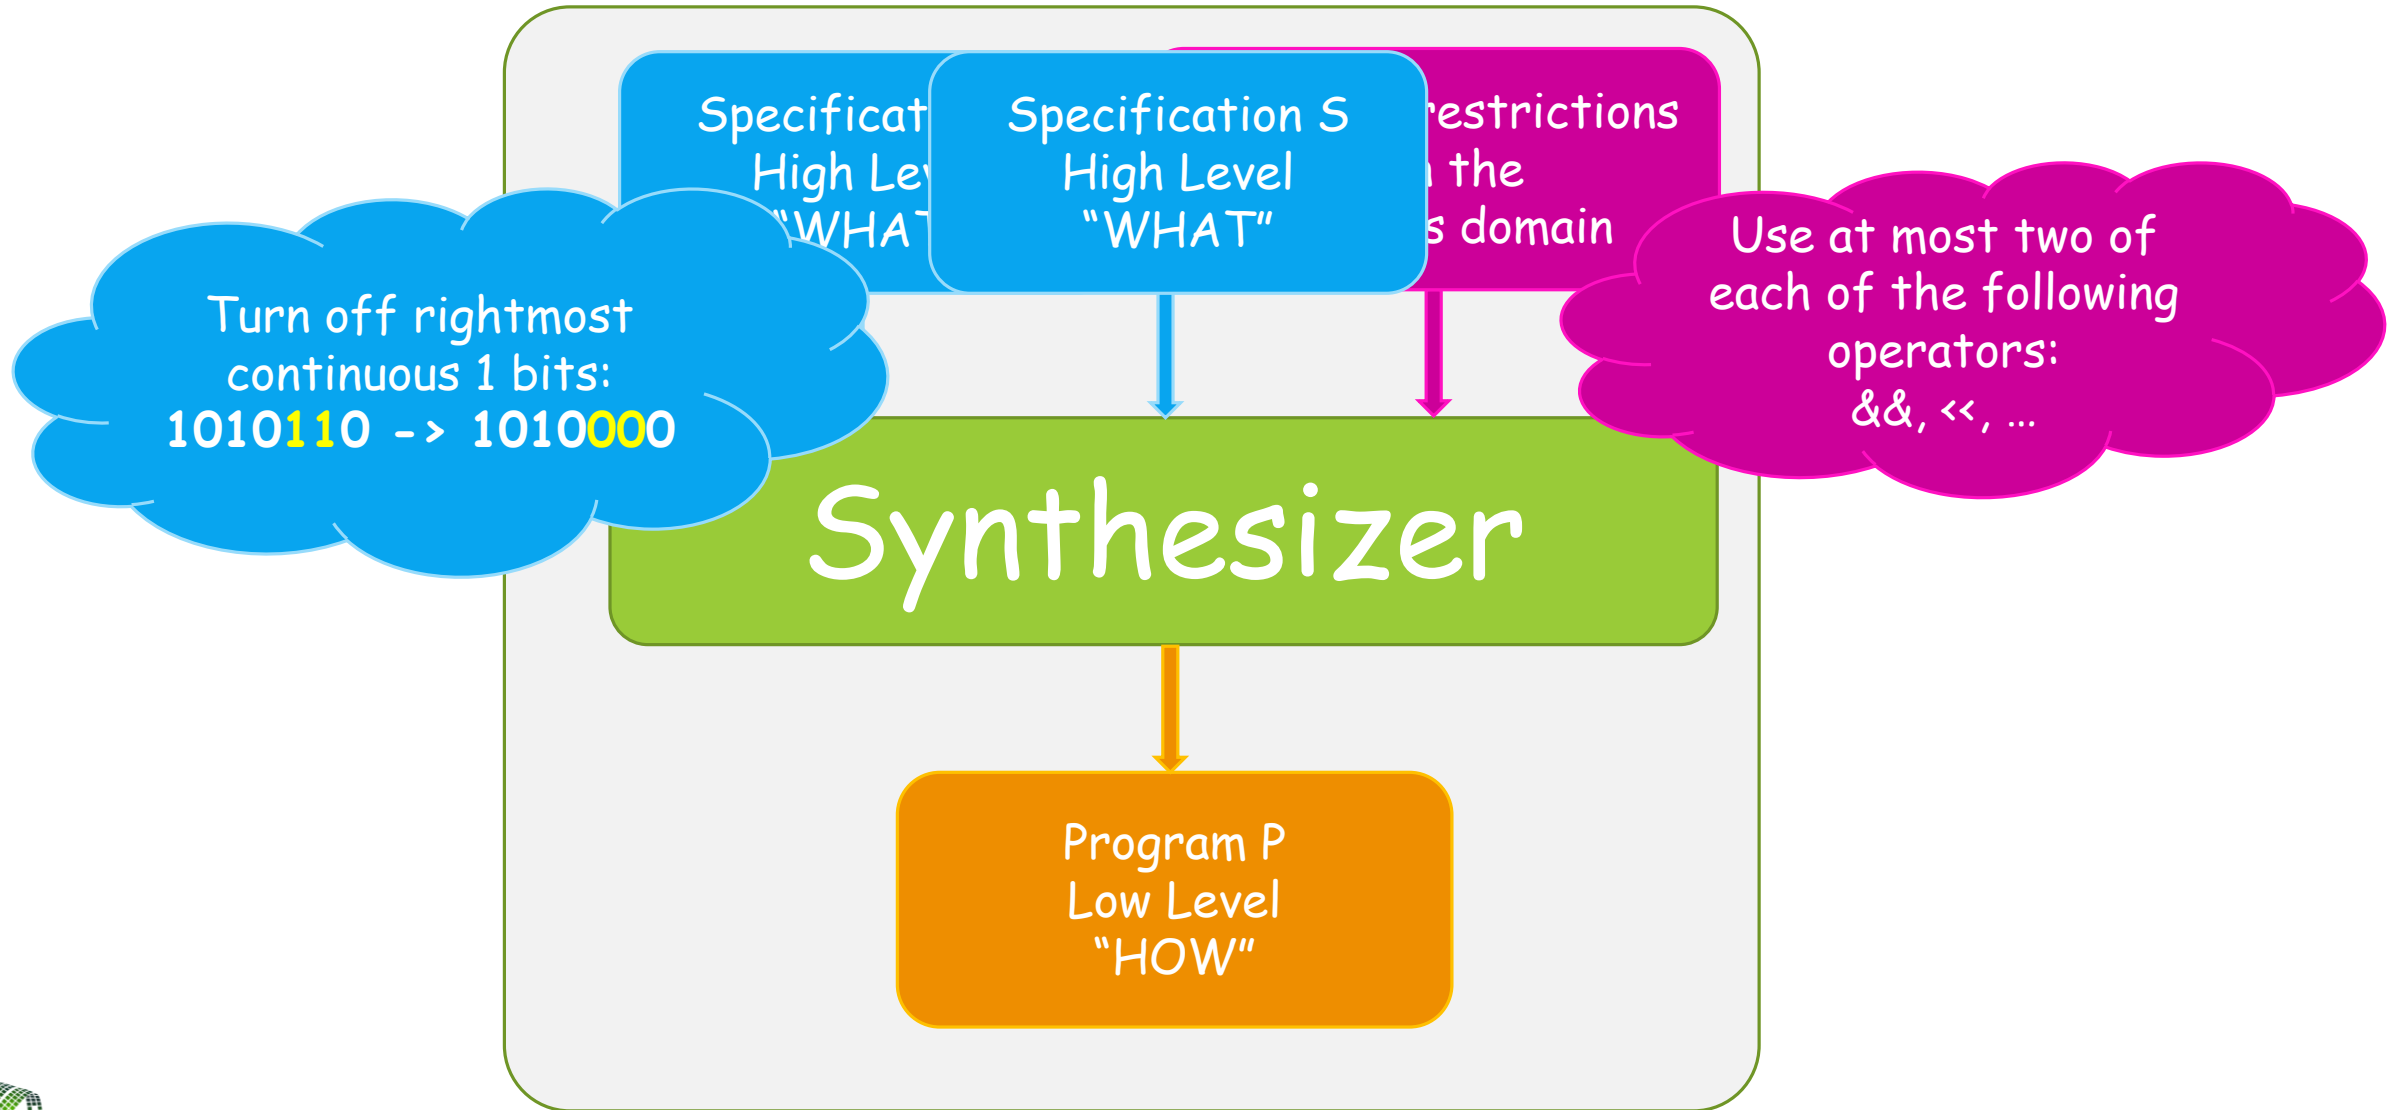 Specificat
High Lev
"WHAT
Specification S
High Level
"WHAT"
restrictions
the
s domain
Turn off rightmost
continuous 1 bits:
1010110 -> 1010000
Use at most two of
each of the following
operators:
&&, <<, ...
Synthesizer
Program P
Low Level
"HOW"